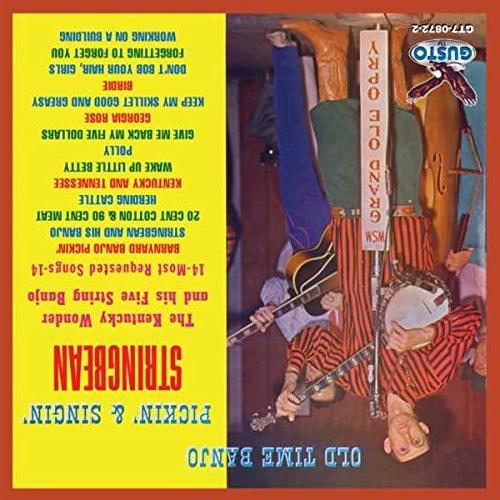 OLD TIME BANJO
PICKIN' & SINGIN'
STRINGBEAN
The Kentucky Wonder
and his Five String Banjo
14-Most Requested Songs-14
BARNYARD BANJO PICKIN'
STRINGBEAN AND HIS BANJO
20 CENT COTTON & 90 CENT MEAT
HERDING CATTLE
KENTUCKY AND TENNESSEE
WAKE UP LITTLE BETTY
POLLY
GIVE ME BACK MY FIVE DOLLARS
GEORGIA ROSE
KEEP MY SKILLET GOOD AND GREASY
BIRDIE
DON'T BOB YOUR HAIR, GIRLS
FORGETTING TO FORGET YOU
WORKING ON A BUILDING
WSM
GRAND OLE OPRY
GUSTO
TM
GT7-0872-2